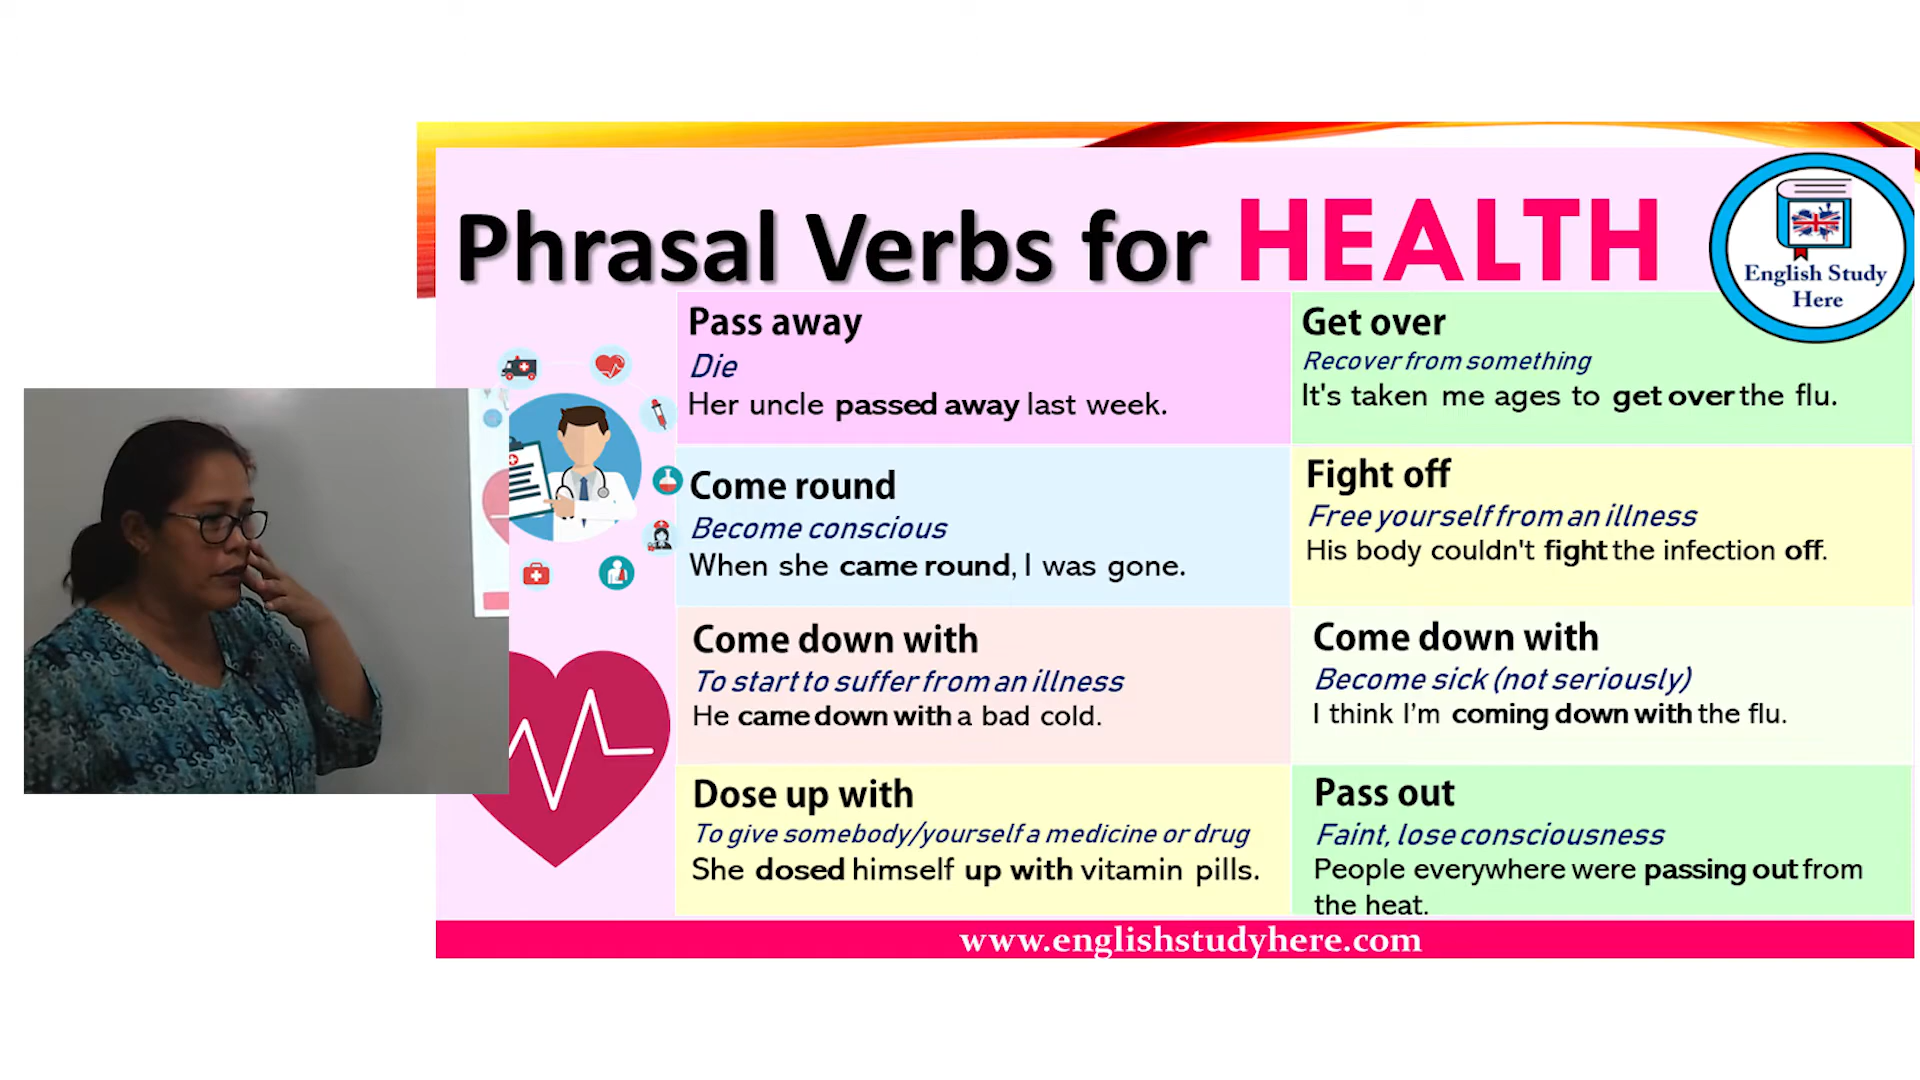 Phrasal Verbs for HEALTH
English Study
Here
Pass away
Die
Her uncle passed away last week.
Get over
Recover from something
It's taken me ages to get over the flu.
Come round
Become conscious
When she came round, I was gone.
Fight off
Free yourself from an illness
His body couldn't fight the infection off.
Come down with
To start to suffer from an illness
He came down with a bad cold.
Come down with
Become sick (not seriously)
I think I’m coming down with the flu.
Dose up with
To give somebody/yourself a medicine or drug
She dosed himself up with vitamin pills.
Pass out
Faint, lose consciousness
People everywhere were passing out from
the heat.
www.englishstudyhere.com